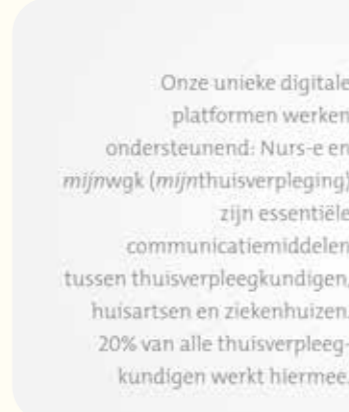 Onze unieke digitale
platformen werken
ondersteunend: Nurs-e en
mijnwgk (mijnthuisverpleging)
zijn essentiële
communicatiemiddelen
tussen thuisverpleegkundigen,
huisartsen en ziekenhuizen.
20% van alle thuisverpleeg-
kundigen werkt hiermee.